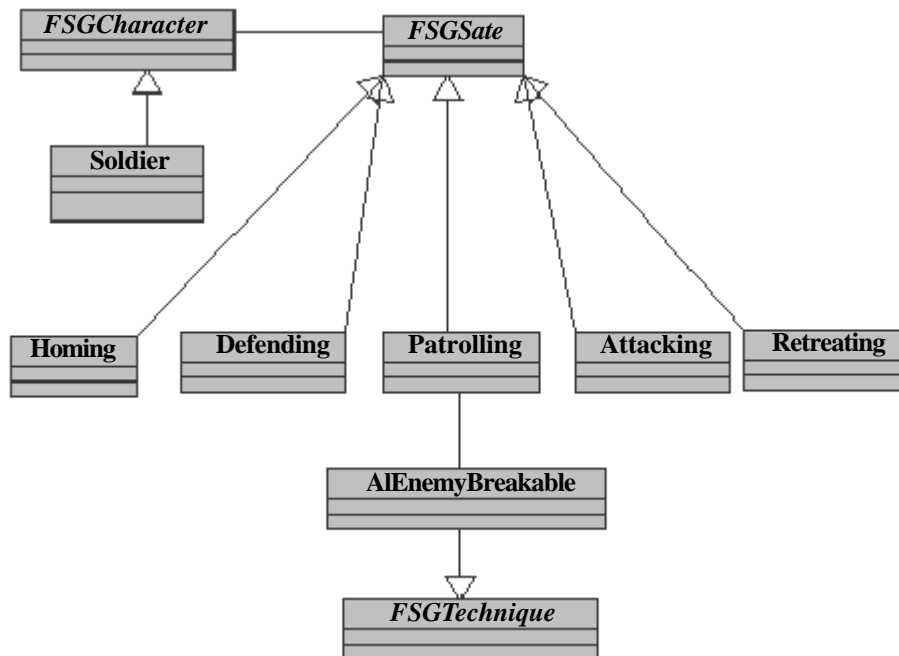 FSGCharacter
FSGSate
Soldier
Homing
Defending
Patrolling
Attacking
Retreating
AlEnemyBreakable
FSGTechnique